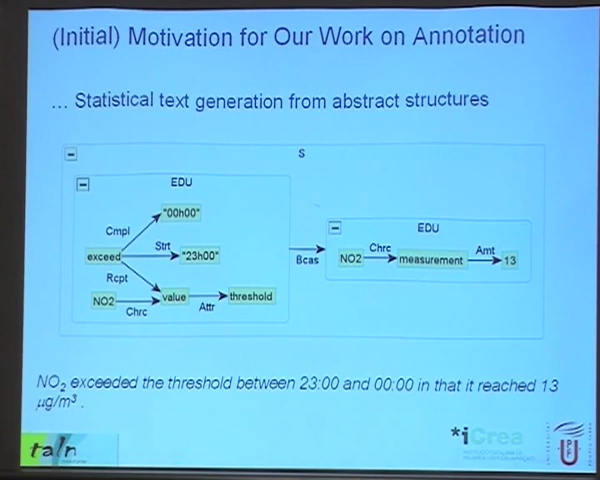 (Initial) Motivation for Our Work on Annotation
... Statistical text generation from abstract structures
S
EDU
"00h00"
Cmpl
exceed
Strt
"23h00"
Rcpt
NO2
Chrc
value
Attr
threshold
Bcas
EDU
NO2
Chrc
measurement
Amt
13
NO₂ exceeded the threshold between 23:00 and 00:00 in that it reached 13
µg/m³ .
taln
*iCrea
U